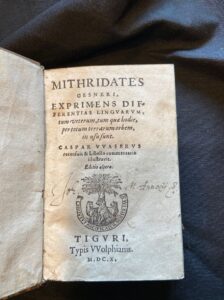 MITHRIDATES
GESNERI,
EXPRIMENS DIF-
FERENTIAS LINGVARVM,
tum veterum, tum quæ hodie,
per totum terrarum orbem,
in usu sunt.
CASPAR VVASERVS
recensuit & libello commentario
illustravit.
Editio altera.
TIGVRI,
Typis VVolphianis.
M. DC. X.